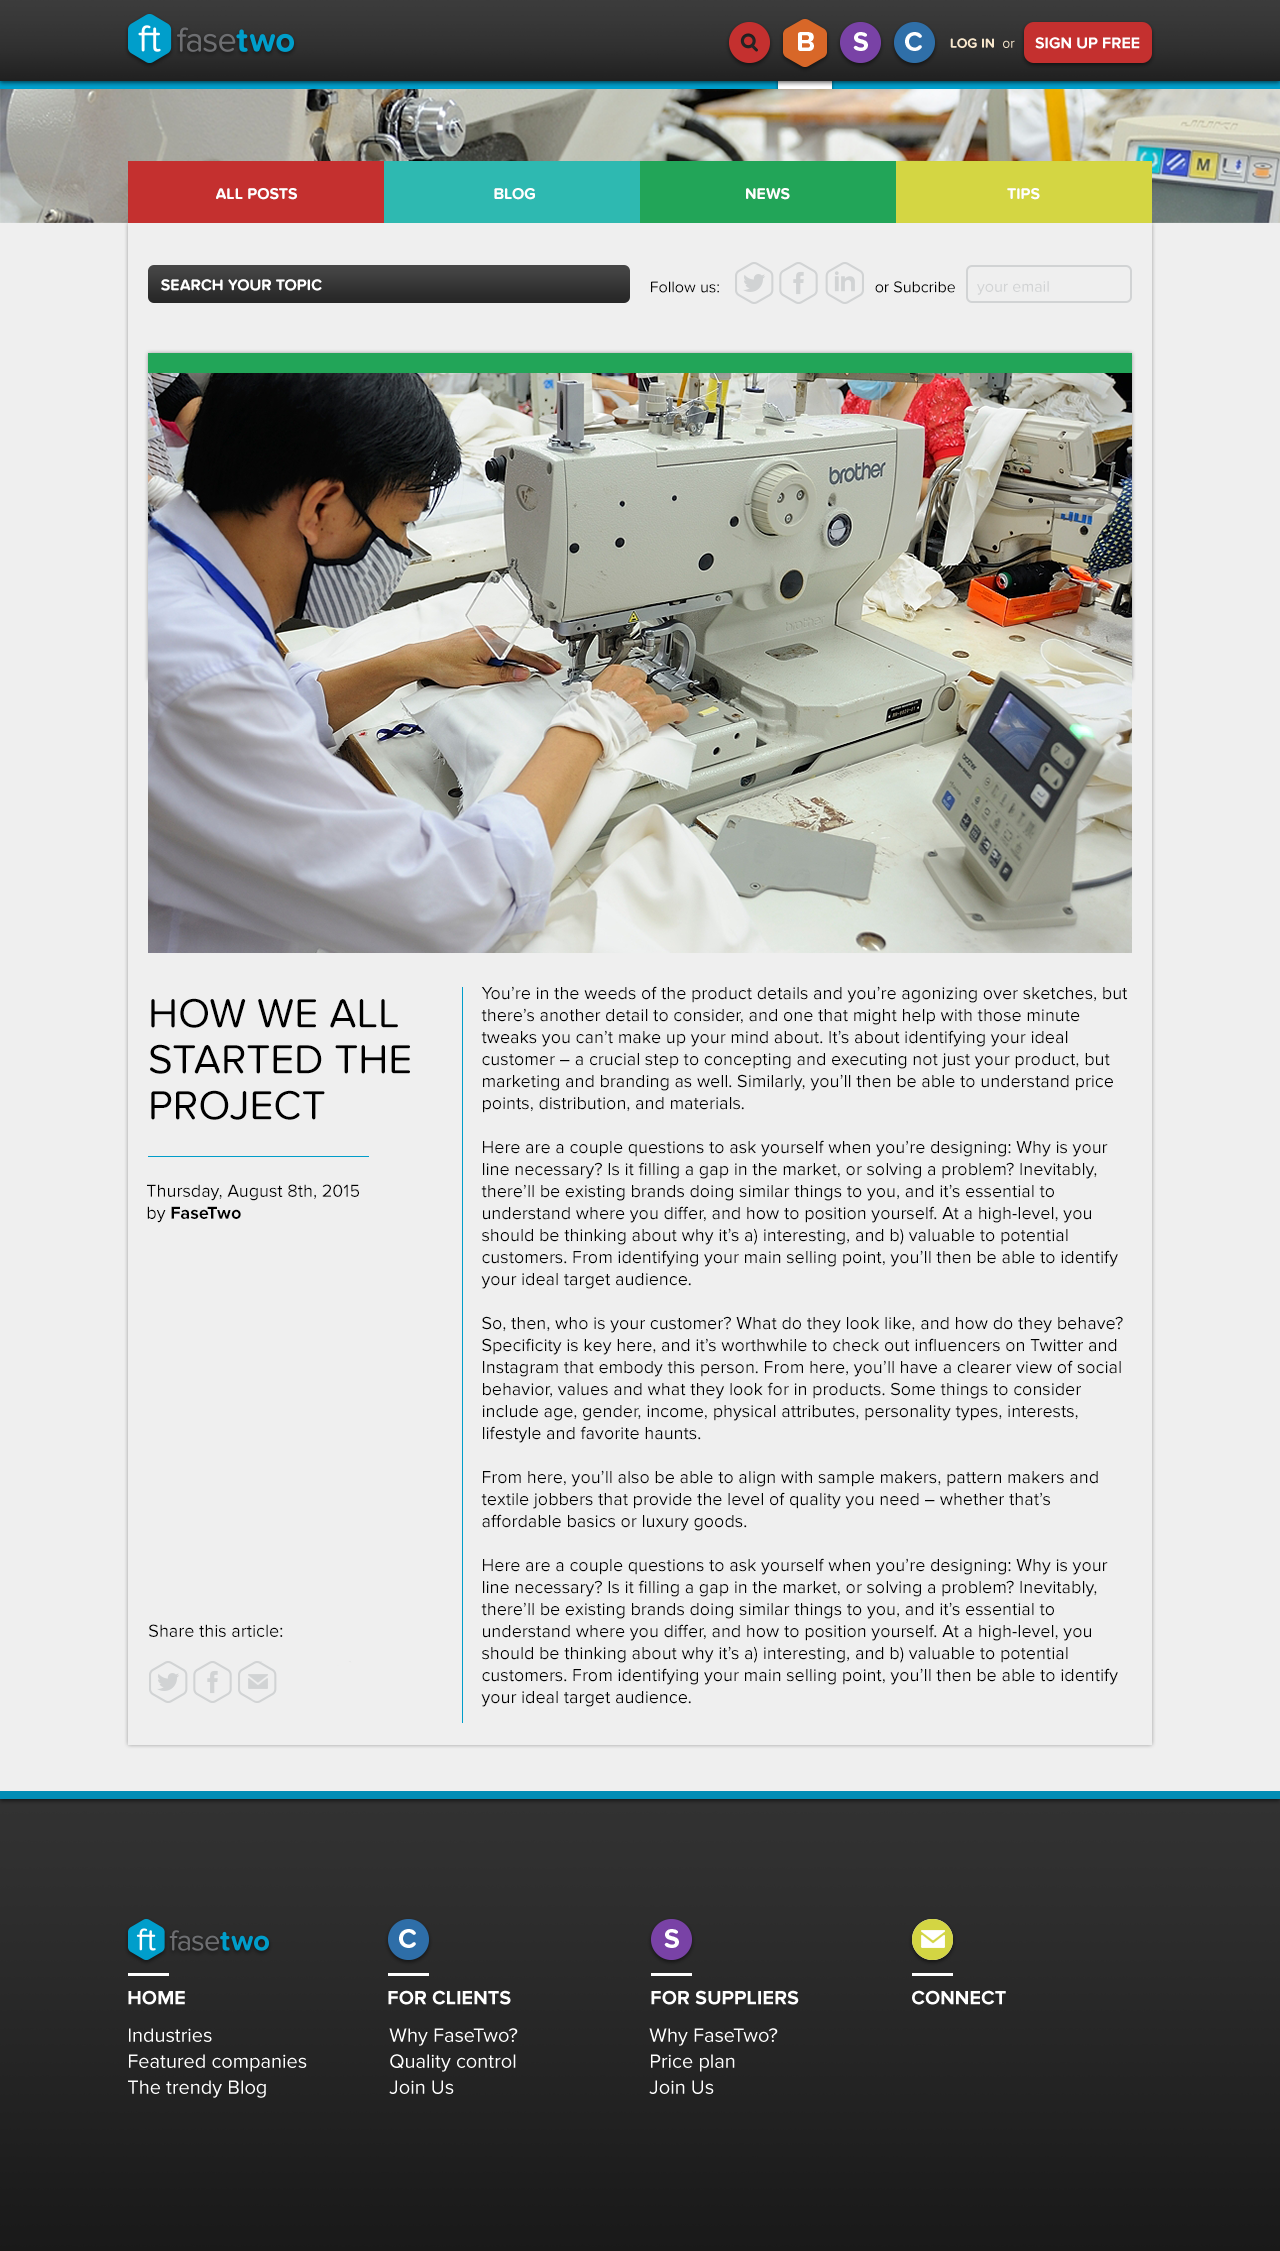 ft fasetwo
B S C LOG IN or SIGN UP FREE
JUKI
M
ALL POSTS BLOG NEWS TIPS
SEARCH YOUR TOPIC Follow us: in or Subcribe your email
brother
brother
brother
HOW WE ALL
STARTED THE
PROJECT
Thursday, August 8th, 2015
by FaseTwo
Share this article:
You’re in the weeds of the product details and you’re agonizing over sketches, but
there’s another detail to consider, and one that might help with those minute
tweaks you can’t make up your mind about. It’s about identifying your ideal
customer – a crucial step to concepting and executing not just your product, but
marketing and branding as well. Similarly, you’ll then be able to understand price
points, distribution, and materials.
Here are a couple questions to ask yourself when you’re designing: Why is your
line necessary? Is it filling a gap in the market, or solving a problem? Inevitably,
there’ll be existing brands doing similar things to you, and it’s essential to
understand where you differ, and how to position yourself. At a high-level, you
should be thinking about why it’s a) interesting, and b) valuable to potential
customers. From identifying your main selling point, you’ll then be able to identify
your ideal target audience.
So, then, who is your customer? What do they look like, and how do they behave?
Specificity is key here, and it’s worthwhile to check out influencers on Twitter and
Instagram that embody this person. From here, you’ll have a clearer view of social
behavior, values and what they look for in products. Some things to consider
include age, gender, income, physical attributes, personality types, interests,
lifestyle and favorite haunts.
From here, you’ll also be able to align with sample makers, pattern makers and
textile jobbers that provide the level of quality you need – whether that’s
affordable basics or luxury goods.
Here are a couple questions to ask yourself when you’re designing: Why is your
line necessary? Is it filling a gap in the market, or solving a problem? Inevitably,
there’ll be existing brands doing similar things to you, and it’s essential to
understand where you differ, and how to position yourself. At a high-level, you
should be thinking about why it’s a) interesting, and b) valuable to potential
customers. From identifying your main selling point, you’ll then be able to identify
your ideal target audience.
ft fasetwo C S
HOME FOR CLIENTS FOR SUPPLIERS CONNECT
Industries Why FaseTwo? Why FaseTwo?
Featured companies Quality control Price plan
The trendy Blog Join Us Join Us